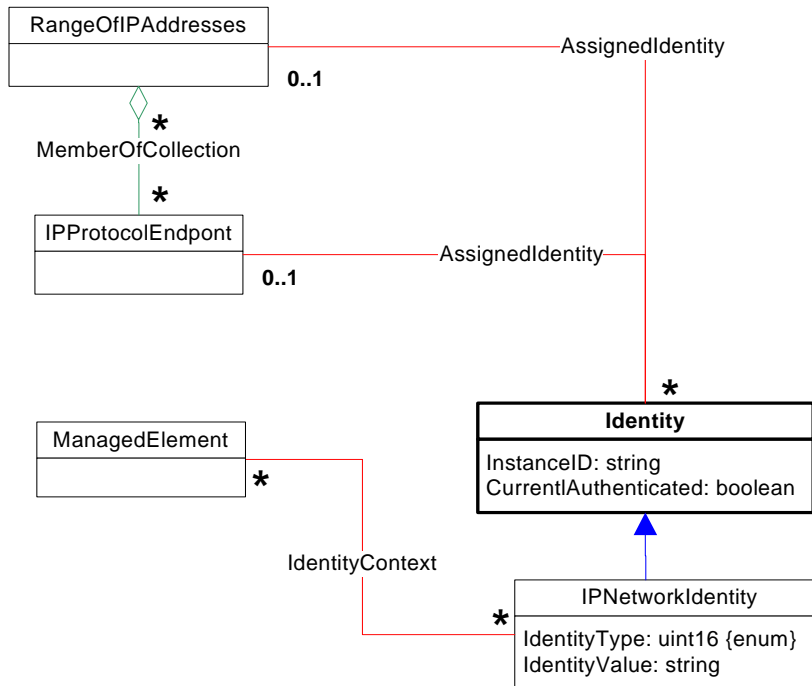 RangeOfIPAddresses
AssignedIdentity
0..1
*
MemberOfCollection
*
IPProtocolEndpont
AssignedIdentity
0..1
*
Identity
ManagedElement
InstanceID: string
*
CurrentlAuthenticated: boolean
IdentityContext
IPNetworkIdentity
*
IdentityType: uint16 {enum}
IdentityValue: string